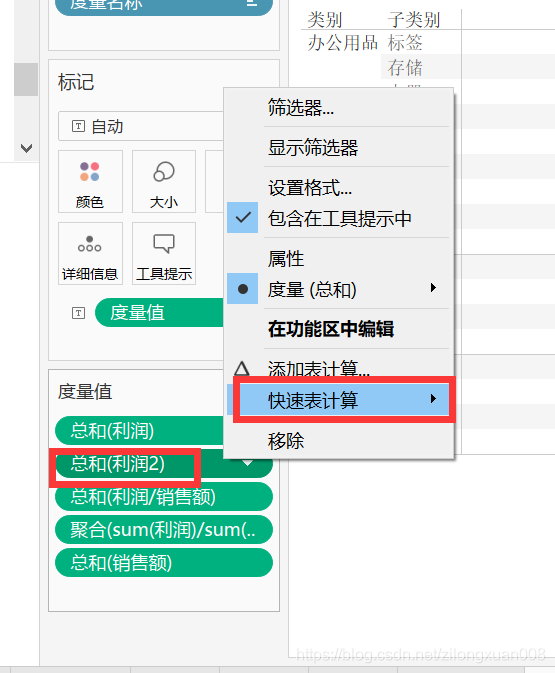 度量名称
标记
自动
颜色
大小
详细信息
工具提示
度量值
度量值
总和(利润)
总和(利润2)
总和(利润/销售额)
聚合(sum(利润)/sum(..
总和(销售额)
筛选器...
显示筛选器
设置格式...
包含在工具提示中
属性
度量 (总和)
在功能区中编辑
添加表计算...
快速表计算
移除
类别 子类别
办公用品 标签
存储
https://blog.csdn.net/zilongxuan008